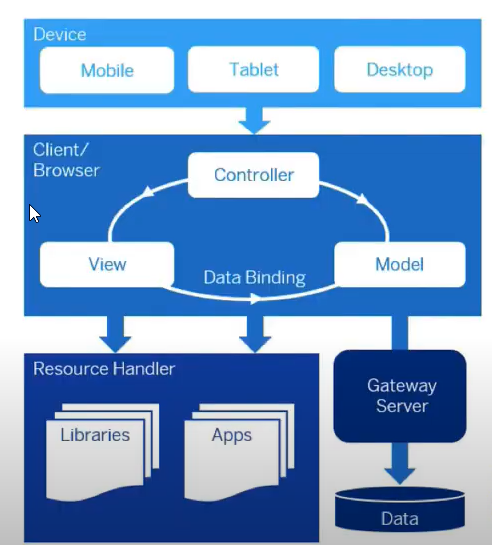 Device
Mobile
Tablet
Desktop
Client/
Browser
Controller
View
Data Binding
Model
Resource Handler
Libraries
Apps
Gateway
Server
Data